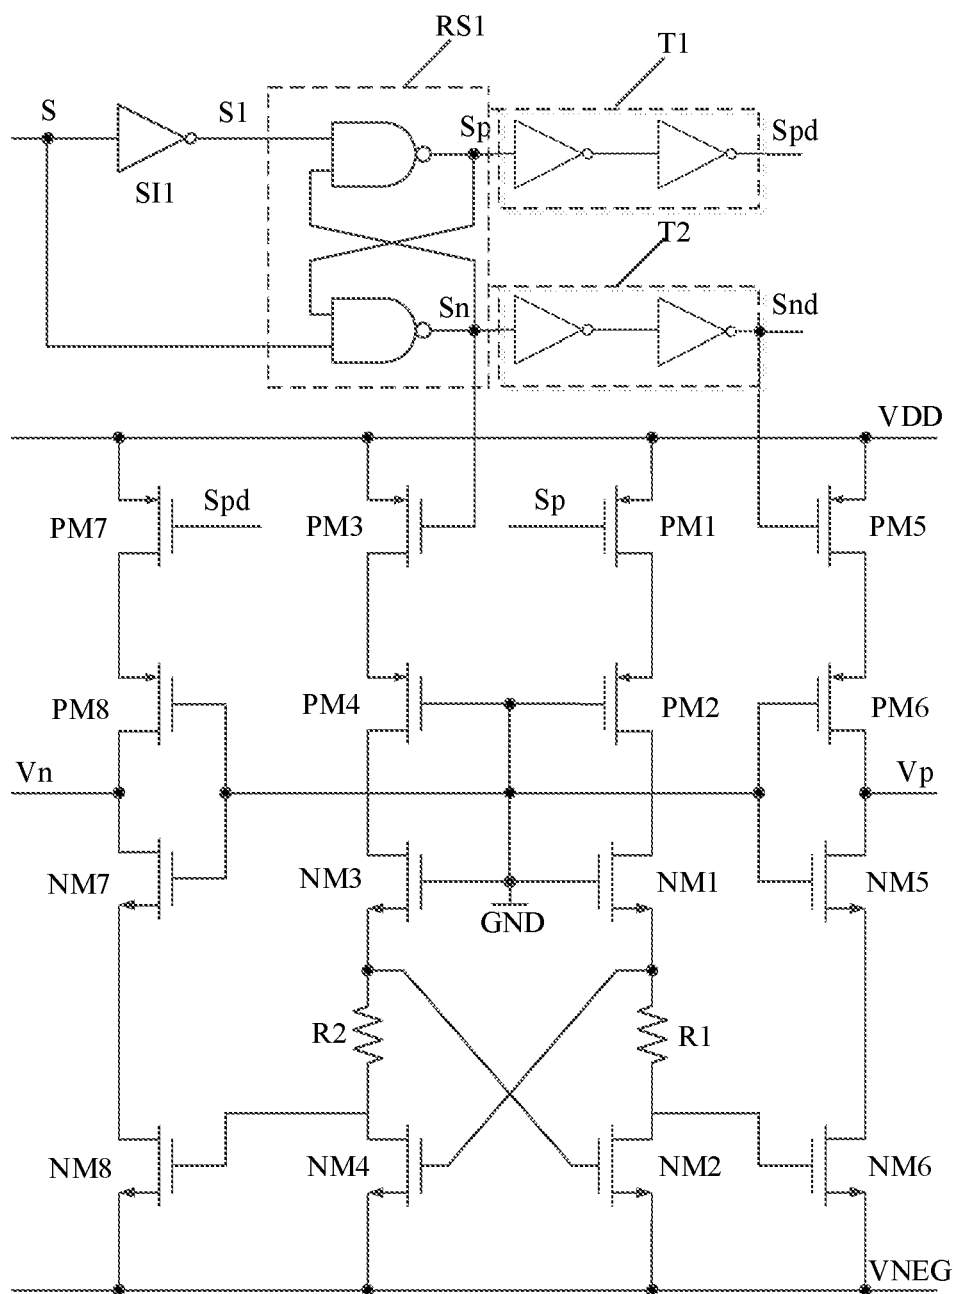 RS1
T1
S
S1
Sp
Spd
SI1
T2
Sn
Snd
VDD
PM7
Spd
PM3
Sp
PM1
PM5
PM8
PM4
PM2
PM6
Vn
Vp
NM7
NM3
GND
NM1
NM5
R2
R1
NM8
NM4
NM2
NM6
VNEG